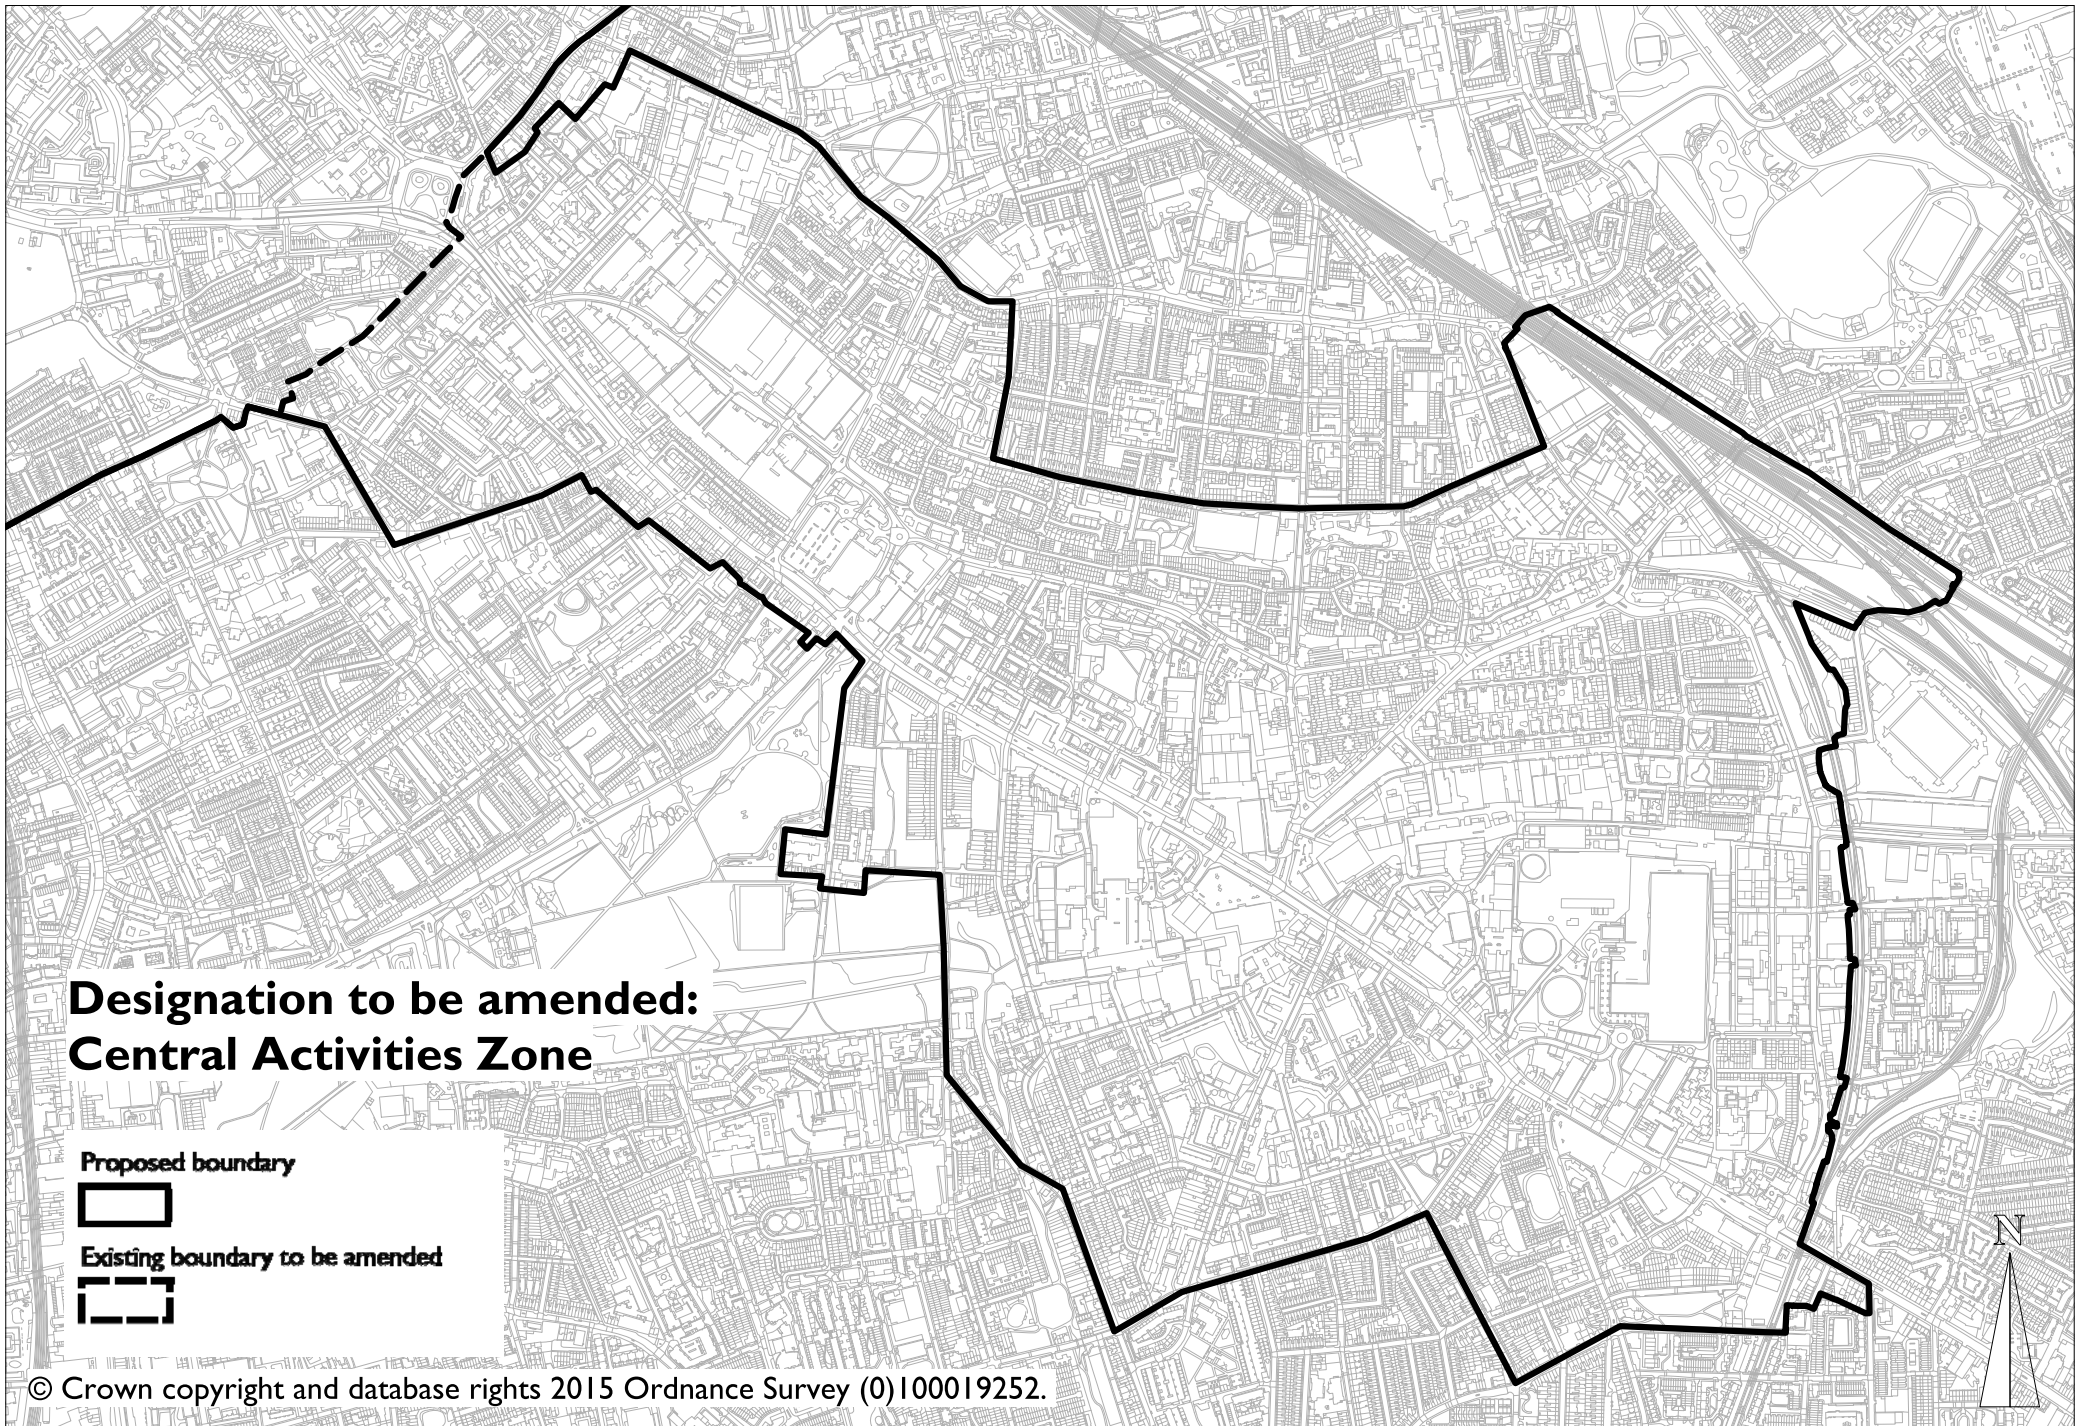 Designation to be amended:
Central Activities Zone
Proposed boundary
Existing boundary to be amended
N
© Crown copyright and database rights 2015 Ordnance Survey (0)100019252.